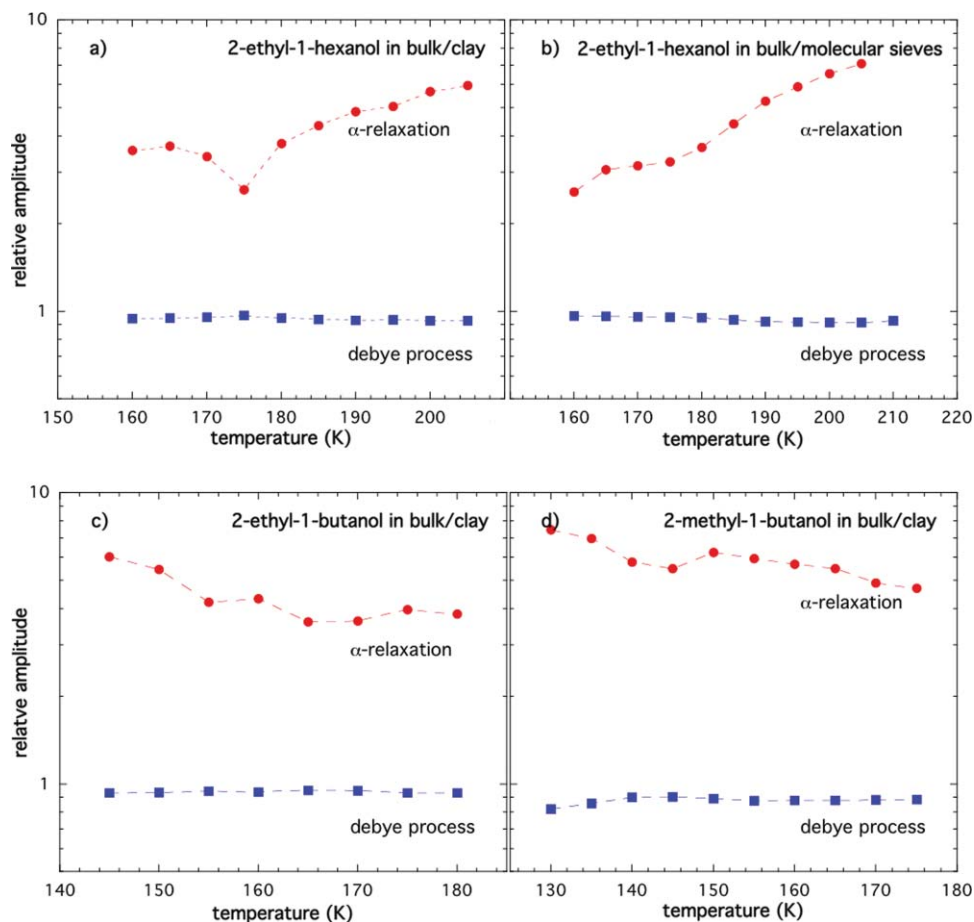 10
a)
2-ethyl-1-hexanol in bulk/clay
α-relaxation
relative amplitude
1
debye process
150
160
170
180
190
200
temperature (K)
b)
2-ethyl-1-hexanol in bulk/molecular sieves
α-relaxation
debye process
160
170
180
190
200
210
220
temperature (K)
10
c)
2-ethyl-1-butanol in bulk/clay
α-relaxation
relatve amplitude
1
debye process
140
150
160
170
180
temperature (K)
d)
2-methyl-1-butanol in bulk/clay
α-relaxation
debye process
130
140
150
160
170
180
temperature (K)